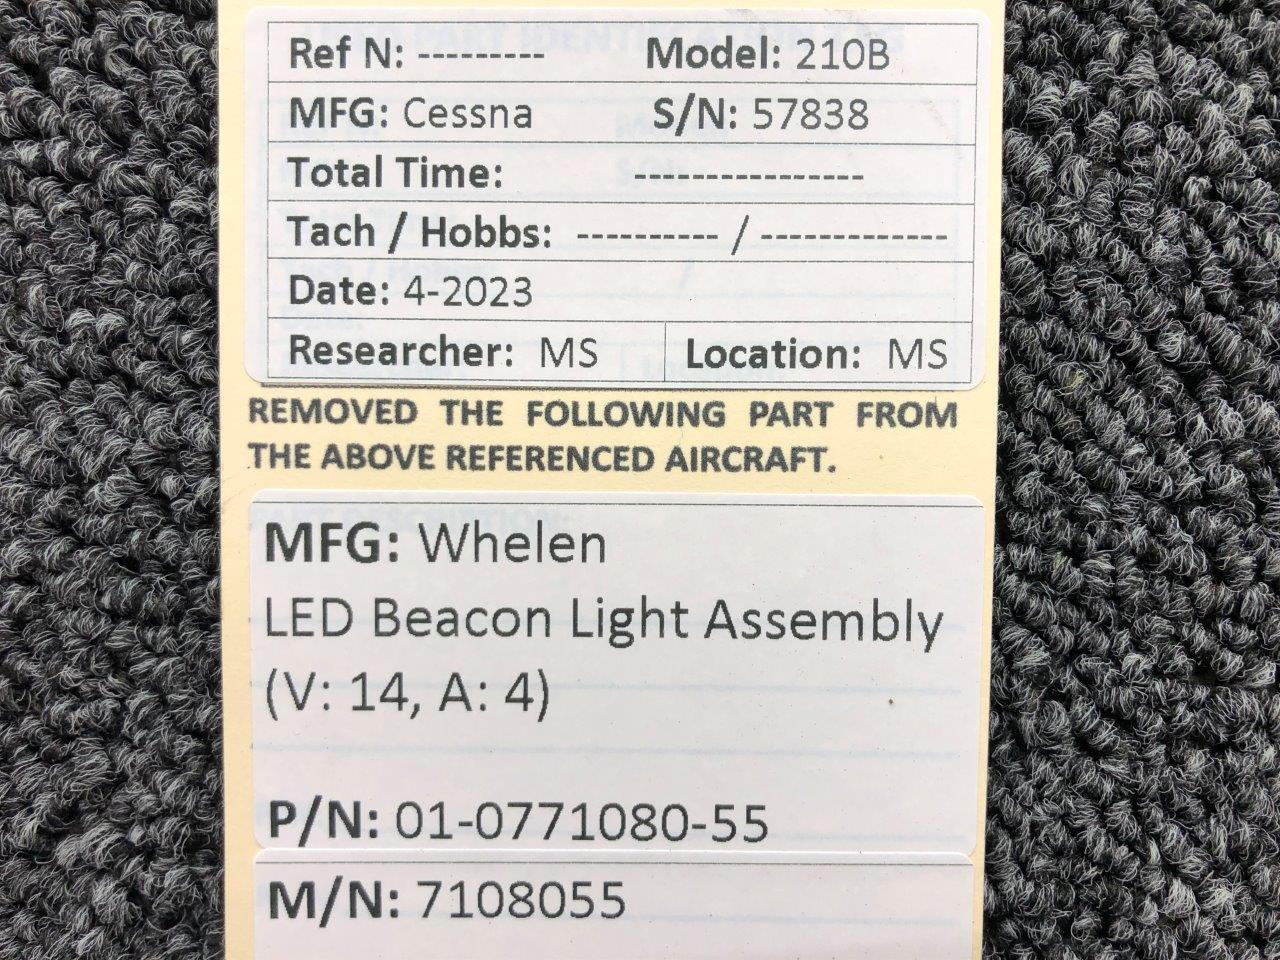 Ref N: --------- Model: 210B
MFG: Cessna S/N: 57838
Total Time: ----------------
Tach / Hobbs: ---------- / -------------
Date: 4-2023
Researcher: MS Location: MS
REMOVED THE FOLLOWING PART FROM
THE ABOVE REFERENCED AIRCRAFT.
MFG: Whelen
LED Beacon Light Assembly
(V: 14, A: 4)
P/N: 01-0771080-55
M/N: 7108055